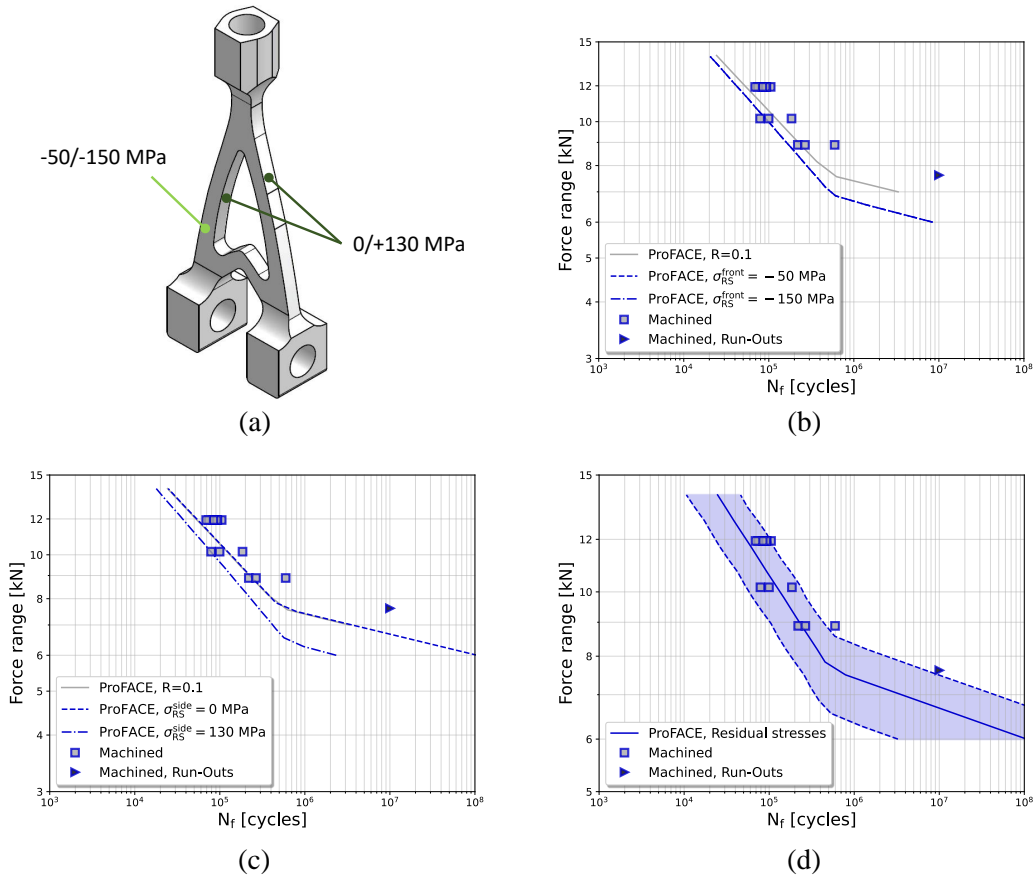 -50/-150 MPa
0/+130 MPa
(a)
Force range [kN]
15
12
10
8
6
5
4
3
ProFACE, R=0.1
ProFACE, σ_RS^front = −50 MPa
ProFACE, σ_RS^front = −150 MPa
Machined
Machined, Run-Outs
10³ 10⁴ 10⁵ 10⁶ 10⁷ 10⁸
N_f [cycles]
(b)
Force range [kN]
15
12
10
8
6
5
4
3
ProFACE, R=0.1
ProFACE, σ_RS^side = 0 MPa
ProFACE, σ_RS^side = 130 MPa
Machined
Machined, Run-Outs
10³ 10⁴ 10⁵ 10⁶ 10⁷ 10⁸
N_f [cycles]
(c)
Force range [kN]
15
12
10
8
6
5
ProFACE, Residual stresses
Machined
Machined, Run-Outs
10³ 10⁴ 10⁵ 10⁶ 10⁷ 10⁸
N_f [cycles]
(d)